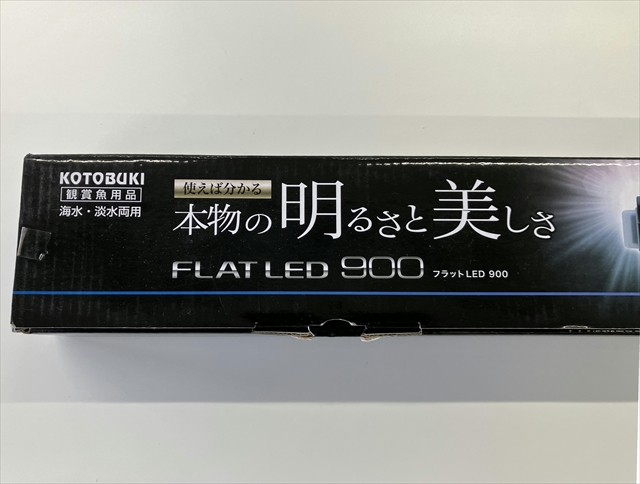 KOTOBUKI
観賞魚用品
海水・淡水両用
使えば分かる
本物の明るさと美しさ
FLAT LED 900 フラットLED 900